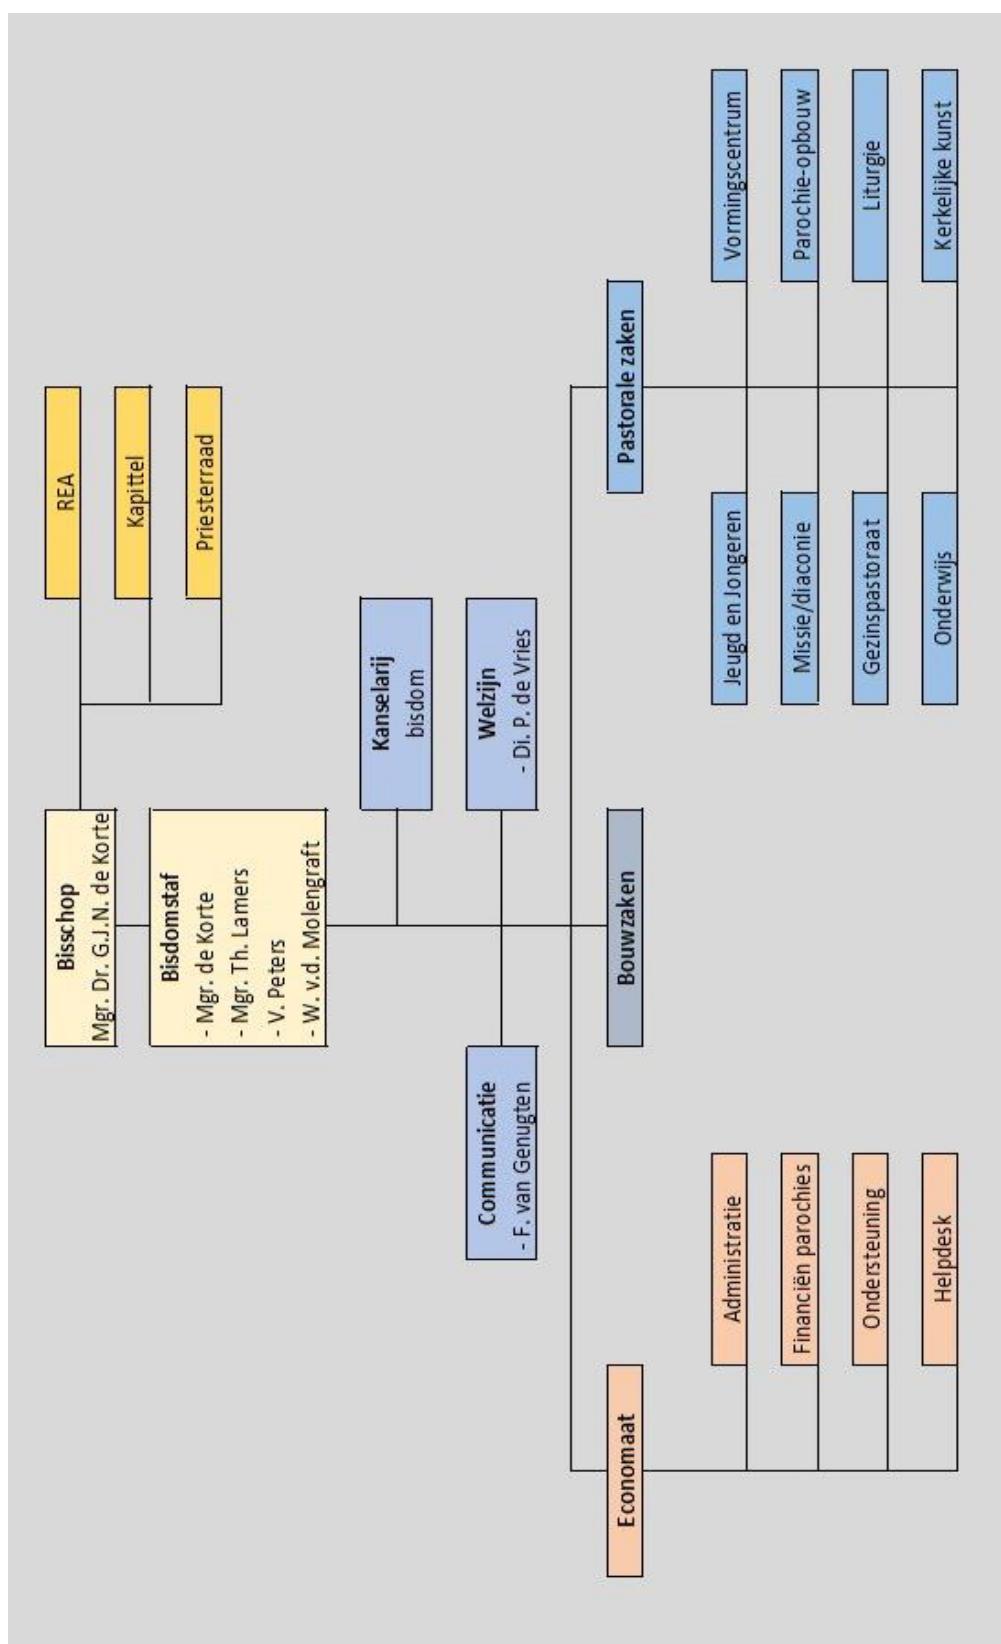 Bisschop
Mgr. Dr. G.J.N. de Korte
REA
Kapittel
Priesterraad
Bisdomstaf
- Mgr. de Korte
- Mgr. Th. Lamers
- V. Peters
- W. v.d. Molengraft
Kanselarij
bisdom
Communicatie
- F. van Genugten
Welzijn
- Di. P. de Vries
Economaat
Bouwzaken
Pastorale zaken
Administratie
Jeugd en Jongeren
Vormingscentrum
Financiën parochies
Missie/diaconie
Parochie-opbouw
Ondersteuning
Gezinspastoraat
Liturgie
Helpdesk
Onderwijs
Kerkelijke kunst